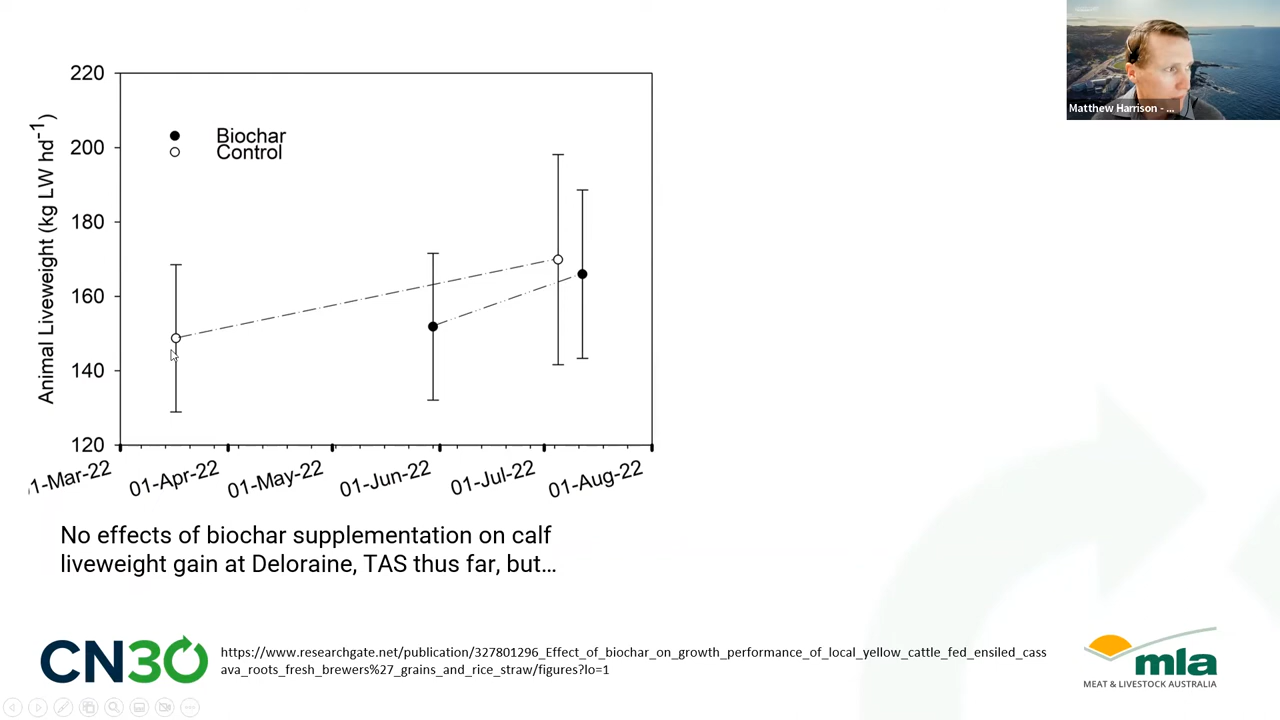 220
200
180
160
140
120
Animal Liveweight (kg LW hd-1)
Biochar
Control
1-Mar-22
01-Apr-22
01-May-22
01-Jun-22
01-Jul-22
01-Aug-22
No effects of biochar supplementation on calf
liveweight gain at Deloraine, TAS thus far, but...
Matthew Harrison - ...
CN30
https://www.researchgate.net/publication/327801296_Effect_of_biochar_on_growth_performance_of_local_yellow_cattle_fed_ensiled_cass
ava_roots_fresh_brewers%27_grains_and_rice_straw/figures?lo=1
mla
MEAT & LIVESTOCK AUSTRALIA